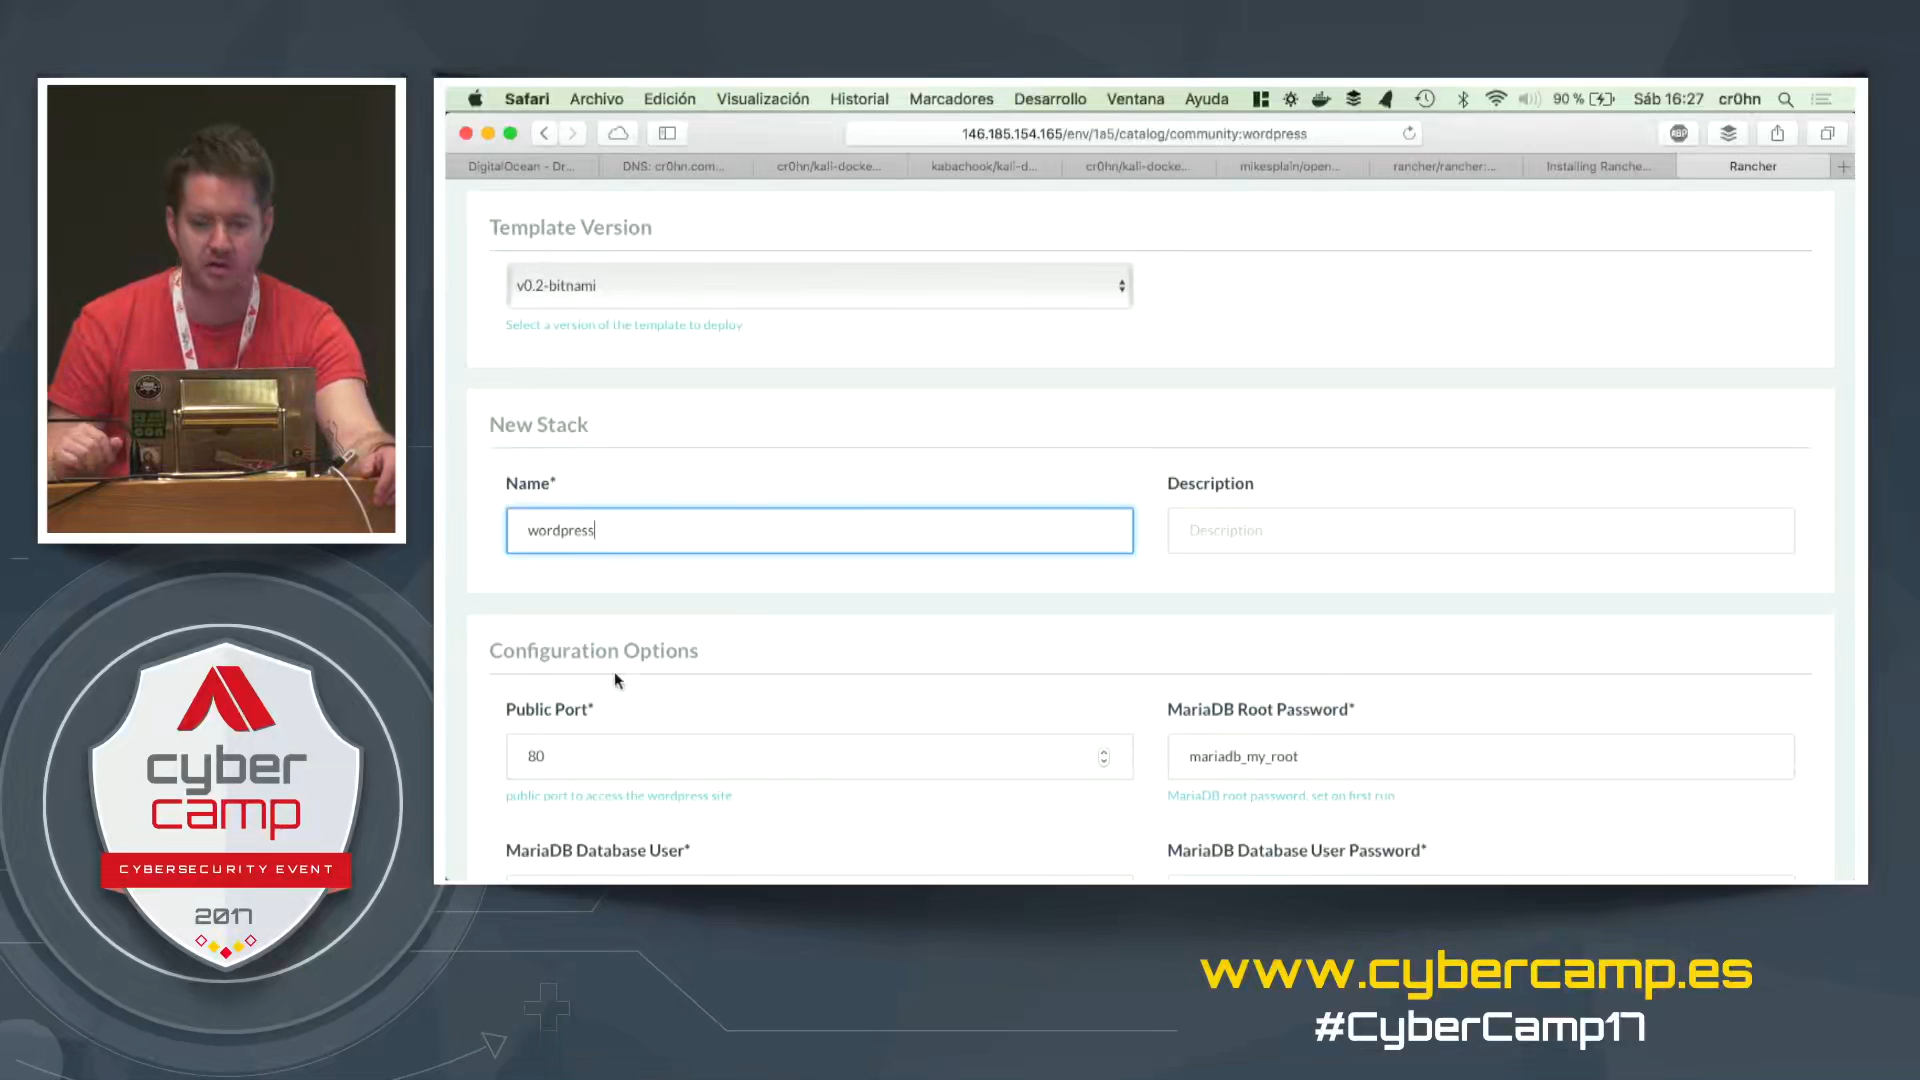 Safari Archivo Edición Visualización Historial Marcadores Desarrollo Ventana Ayuda 90 % Sáb 16:27 cr0hn
146.185.154.165/env/1a5/catalog/community:wordpress
ABP
DigitalOcean - Dr... DNS: cr0hn.com... cr0hn/kali-docke... kabachook/kali-d... cr0hn/kali-docke... mikesplain/open... rancher/rancher:... Installing Ranche... Rancher
Template Version
v0.2-bitnami
Select a version of the template to deploy
New Stack
Name* Description
wordpress Description
Configuration Options
Public Port* MariaDB Root Password*
80 mariadb_my_root
public port to access the wordpress site MariaDB root password, set on first run
MariaDB Database User* MariaDB Database User Password*
cyber
camp
CYBERSECURITY EVENT
2017
www.cybercamp.es
#CyberCamp17